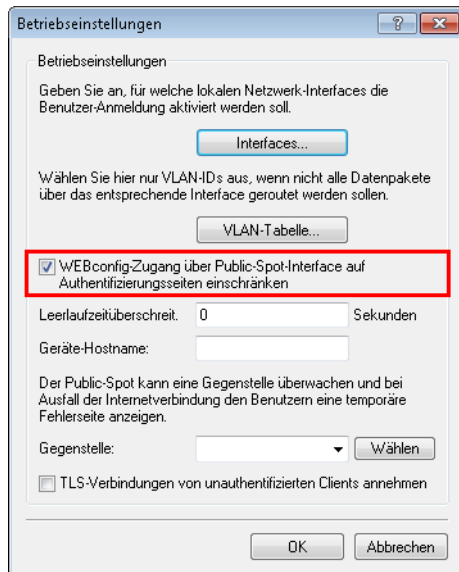 Betriebseinstellungen
Betriebseinstellungen
Geben Sie an, für welche lokalen Netzwerk-Interfaces die
Benutzer-Anmeldung aktiviert werden soll.
Interfaces...
Wählen Sie hier nur VLAN-IDs aus, wenn nicht alle Datenpakete
über das entsprechende Interface geroutet werden sollen.
VLAN-Tabelle...
WEBconfig-Zugang über Public-Spot-Interface auf
Authentifizierungsseiten einschränken
Leerlaufzeitüberschreit. 0 Sekunden
Geräte-Hostname:
Der Public-Spot kann eine Gegenstelle überwachen und bei
Ausfall der Internetverbindung den Benutzern eine temporäre
Fehlerseite anzeigen.
Gegenstelle: Wählen
TLS-Verbindungen von unauthentifizierten Clients annehmen
OK Abbrechen